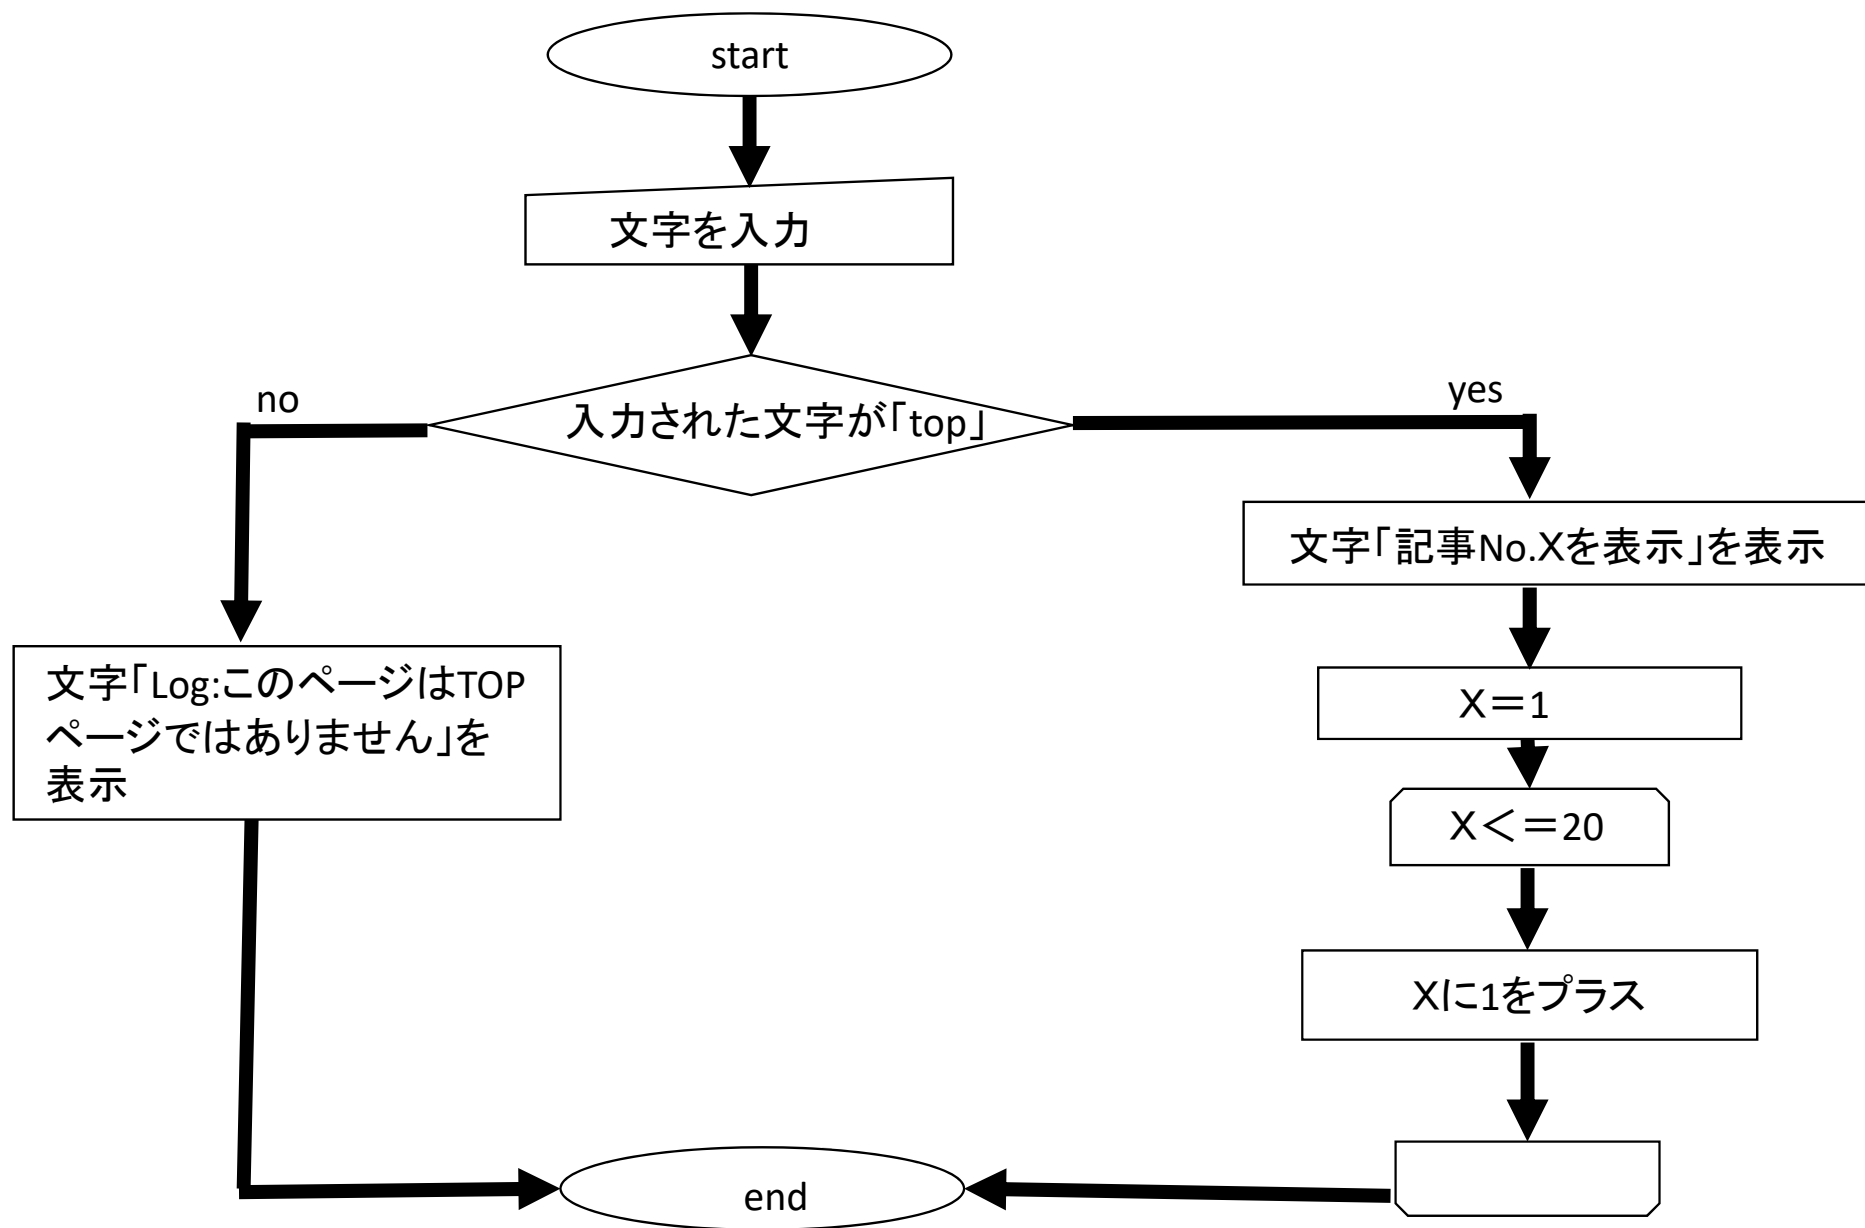 start
文字を入力
入力された文字が「top」
no
yes
文字「記事No.Xを表示」を表示
X＝1
X＜＝20
Xに1をプラス
文字「Log:このページはTOP
ページではありません」を
表示
end